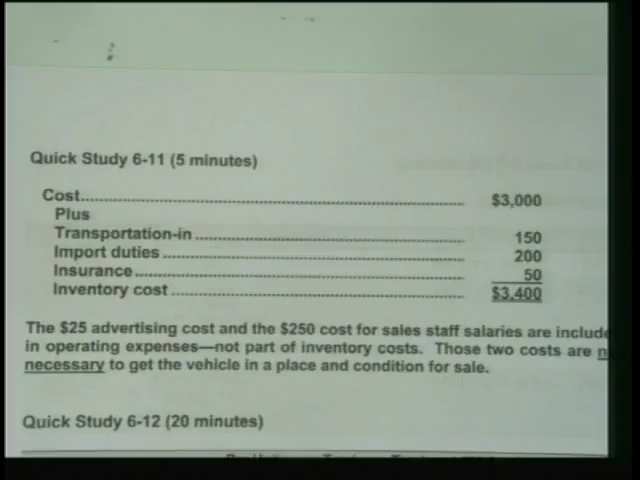 Quick Study 6-11 (5 minutes)
Cost........ $3,000
Plus
Transportation-in........ 150
Import duties........ 200
Insurance........ 50
Inventory cost........ $3,400
The $25 advertising cost and the $250 cost for sales staff salaries are include
in operating expenses—not part of inventory costs. Those two costs are n
necessary to get the vehicle in a place and condition for sale.
Quick Study 6-12 (20 minutes)